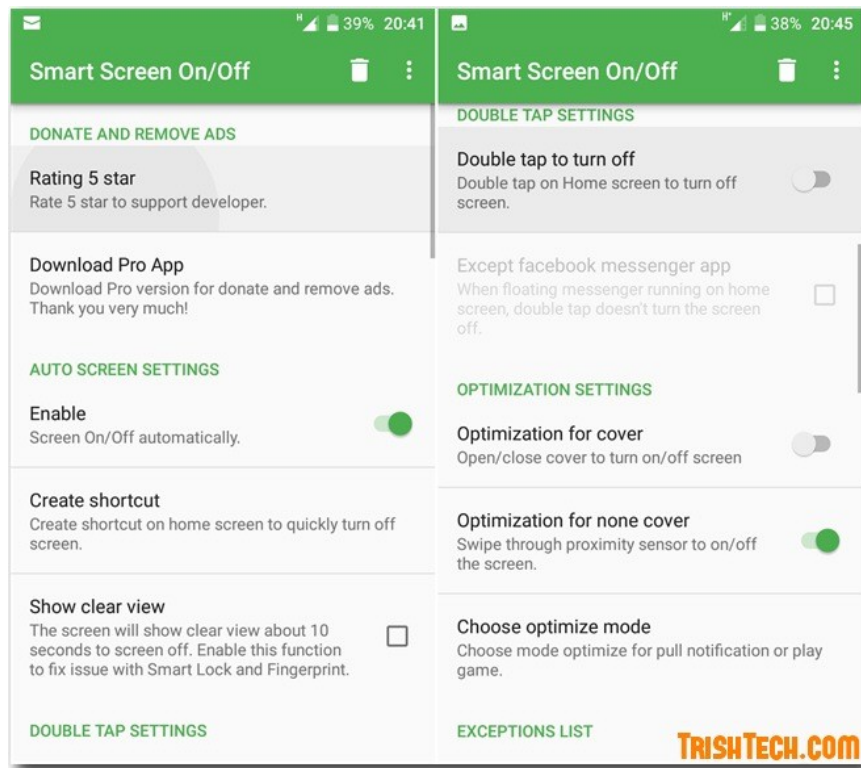 H 39% 20:41
Smart Screen On/Off
DONATE AND REMOVE ADS
Rating 5 star
Rate 5 star to support developer.
Download Pro App
Download Pro version for donate and remove ads.
Thank you very much!
AUTO SCREEN SETTINGS
Enable
Screen On/Off automatically.
Create shortcut
Create shortcut on home screen to quickly turn off
screen.
Show clear view
The screen will show clear view about 10
seconds to screen off. Enable this function
to fix issue with Smart Lock and Fingerprint.
DOUBLE TAP SETTINGS
H+ 38% 20:45
Smart Screen On/Off
DOUBLE TAP SETTINGS
Double tap to turn off
Double tap on Home screen to turn off
screen.
Except facebook messenger app
When floating messenger running on home
screen, double tap doesn't turn the screen
off.
OPTIMIZATION SETTINGS
Optimization for cover
Open/close cover to turn on/off screen
Optimization for none cover
Swipe through proximity sensor to on/off
the screen.
Choose optimize mode
Choose mode optimize for pull notification or play
game.
EXCEPTIONS LIST
TRISHTECH.COM